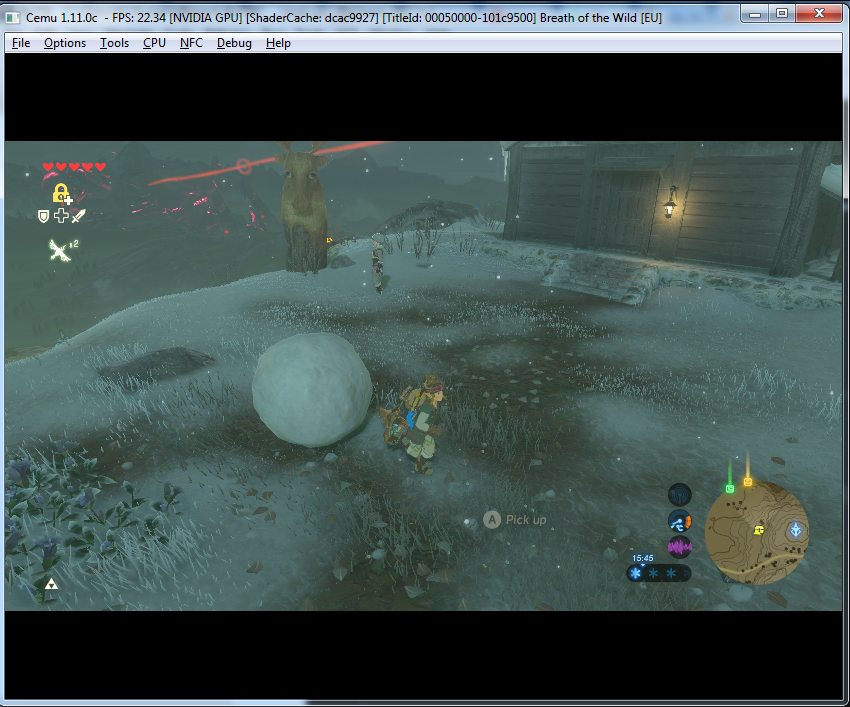 Cemu 1.11.0c - FPS: 22.34 [NVIDIA GPU] [ShaderCache: dcac9927] [TitleId: 00050000-101c9500] Breath of the Wild [EU]
File Options Tools CPU NFC Debug Help
x2
A Pick up
15:45